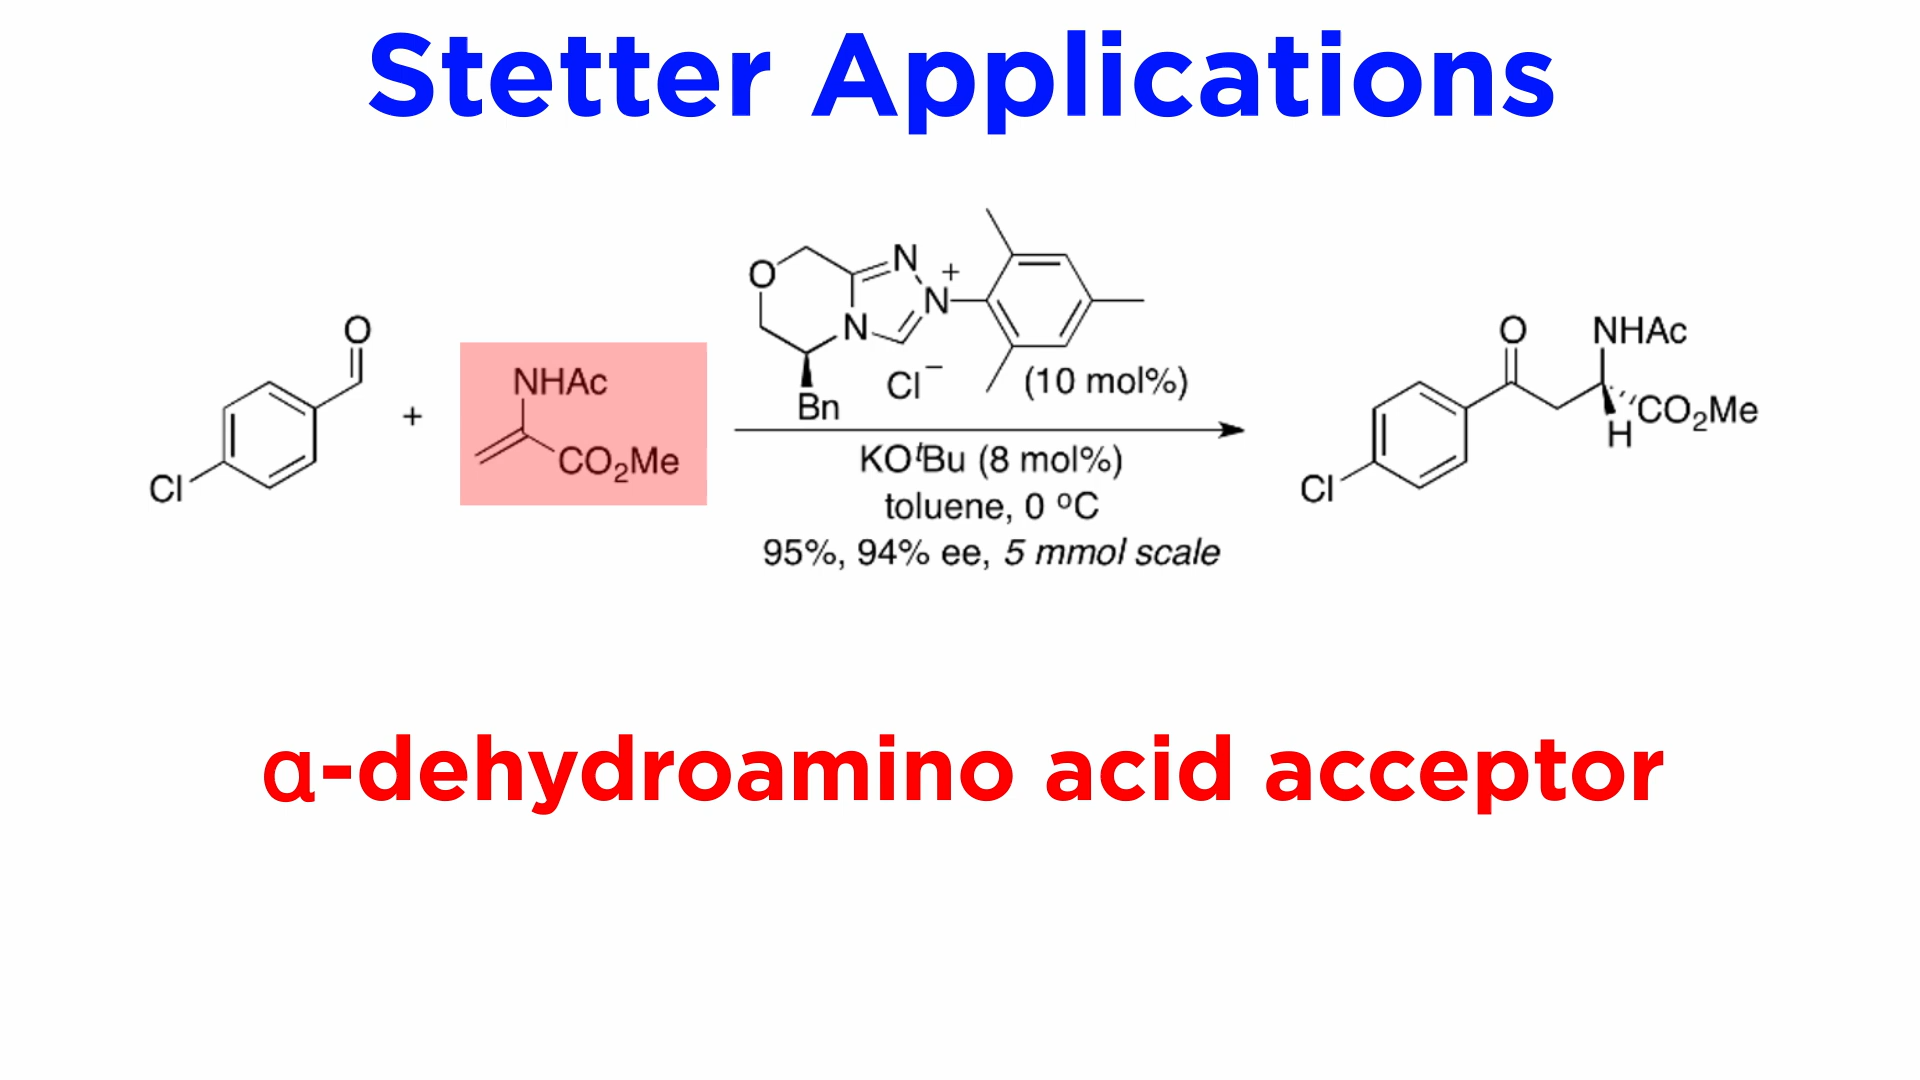 Stetter Applications
O
Cl
+
NHAc
CO₂Me
O
N
N
+
N
Bn
Cl⁻
(10 mol%)
KOᵗBu (8 mol%)
toluene, 0 ºC
95%, 94% ee, 5 mmol scale
O
NHAc
CO₂Me
H
Cl
α-dehydroamino acid acceptor